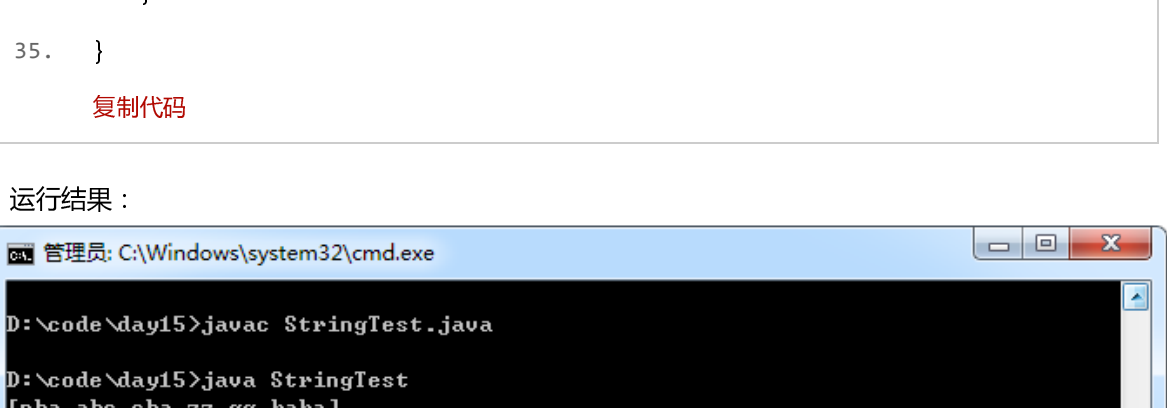 35. }
复制代码
运行结果：
管理员: C:\Windows\system32\cmd.exe
D:\code\day15>javac StringTest.java
D:\code\day15>java StringTest